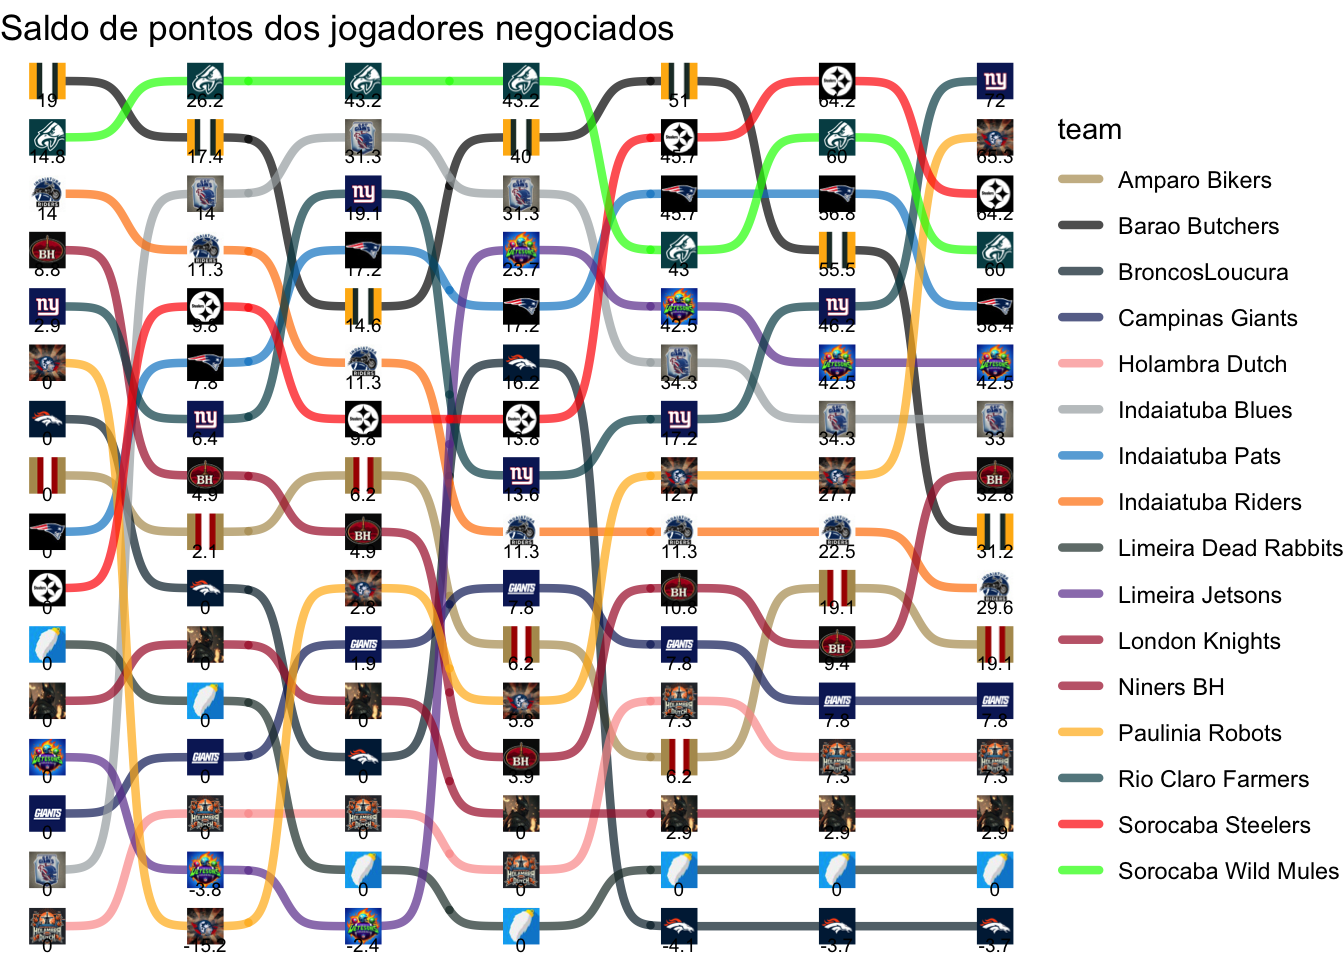 Saldo de pontos dos jogadores negociados
19 26.2 43.2 43.2 51 64.2 72
14.8 17.4 31.3 40 45.7 60 65.3
14 14 19.1 31.3 45.7 56.8 64.2
8.8 11.3 17.2 23.7 43 55.5 60
2.9 9.8 14.6 17.2 42.5 46.2 58.4
0 7.8 11.3 16.2 34.3 42.5 42.5
0 6.4 9.8 13.8 17.2 34.3 33
0 4.9 6.2 13.6 12.7 27.7 32.8
0 2.1 4.9 11.3 11.3 22.5 31.2
0 0 2.8 7.8 10.8 19.1 29.6
0 0 1.9 6.2 7.8 9.4 19.1
0 0 0 5.8 7.3 7.8 7.8
0 0 0 3.9 6.2 7.3 7.3
0 0 0 0 2.9 2.9 2.9
0 -3.8 0 0 0 0 0
0 -15.2 -2.4 0 -4.1 -3.7 -3.7
team
Amparo Bikers
Barao Butchers
BroncosLoucura
Campinas Giants
Holambra Dutch
Indaiatuba Blues
Indaiatuba Pats
Indaiatuba Riders
Limeira Dead Rabbits
Limeira Jetsons
London Knights
Niners BH
Paulinia Robots
Rio Claro Farmers
Sorocaba Steelers
Sorocaba Wild Mules